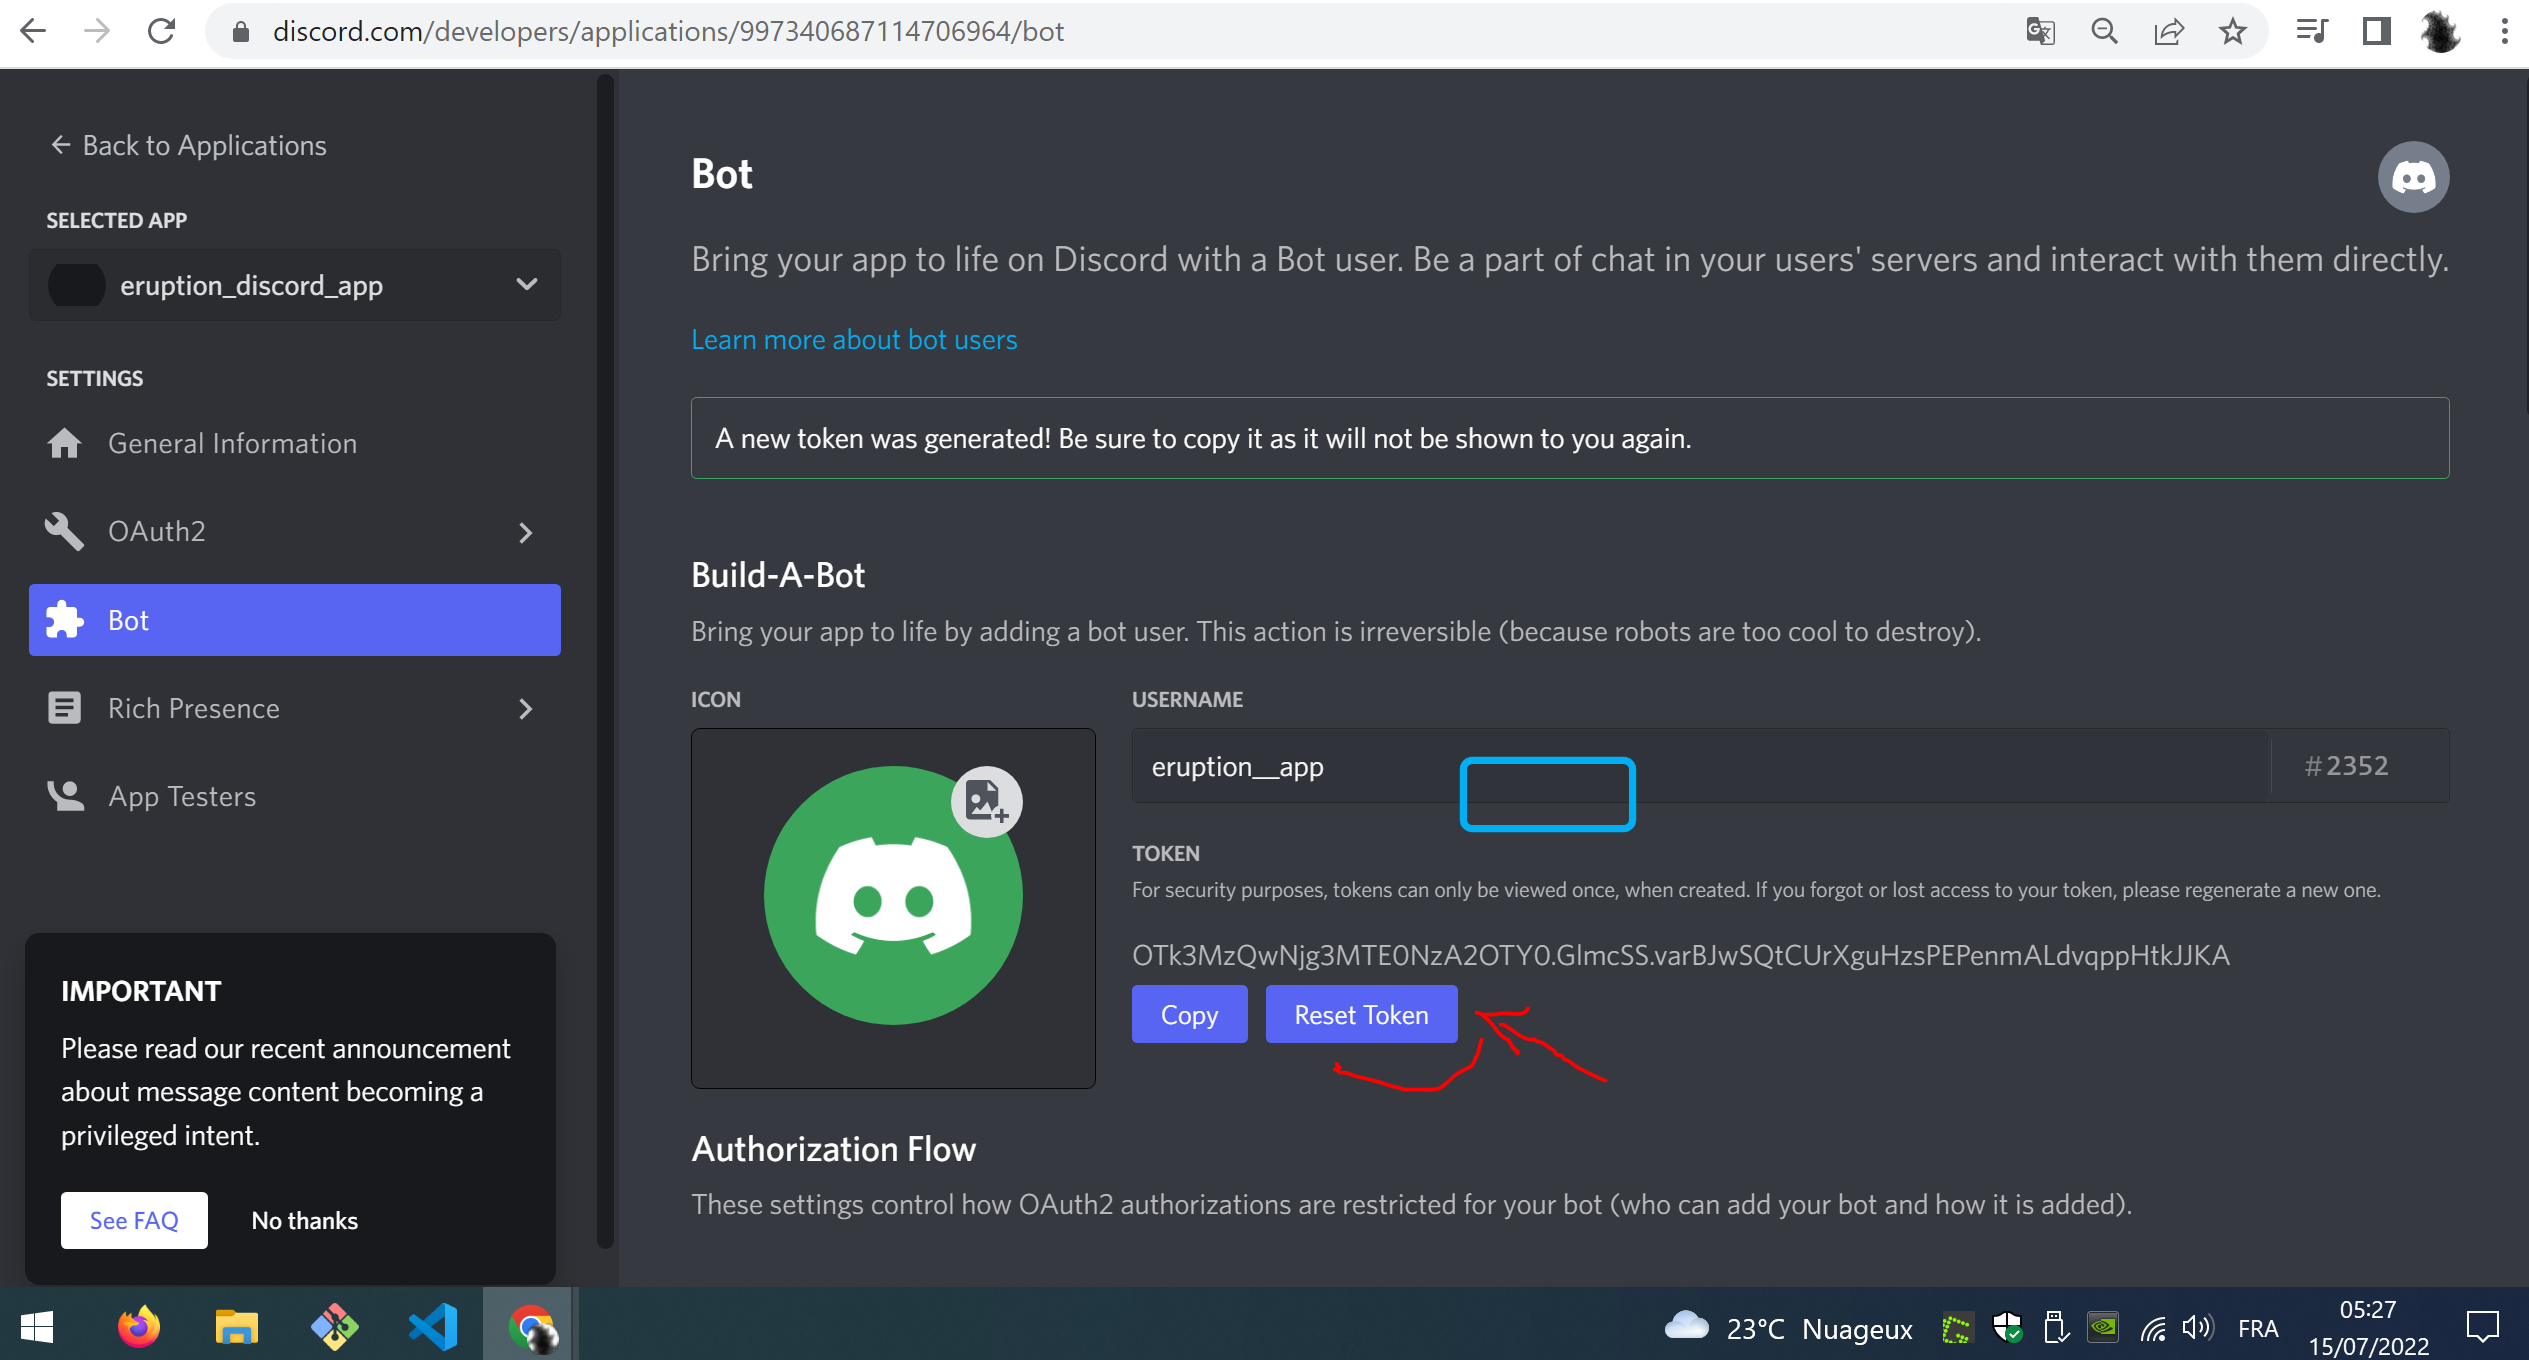 discord.com/developers/applications/997340687114706964/bot
← Back to Applications
SELECTED APP
eruption_discord_app
SETTINGS
General Information
OAuth2
Bot
Rich Presence
App Testers
IMPORTANT
Please read our recent announcement
about message content becoming a
privileged intent.
See FAQ
No thanks
Bot
Bring your app to life on Discord with a Bot user. Be a part of chat in your users' servers and interact with them directly.
Learn more about bot users
A new token was generated! Be sure to copy it as it will not be shown to you again.
Build-A-Bot
Bring your app to life by adding a bot user. This action is irreversible (because robots are too cool to destroy).
ICON
USERNAME
eruption__app
#2352
TOKEN
For security purposes, tokens can only be viewed once, when created. If you forgot or lost access to your token, please regenerate a new one.
Copy
Reset Token
Authorization Flow
These settings control how OAuth2 authorizations are restricted for your bot (who can add your bot and how it is added).
23°C Nuageux
FRA
05:27
15/07/2022